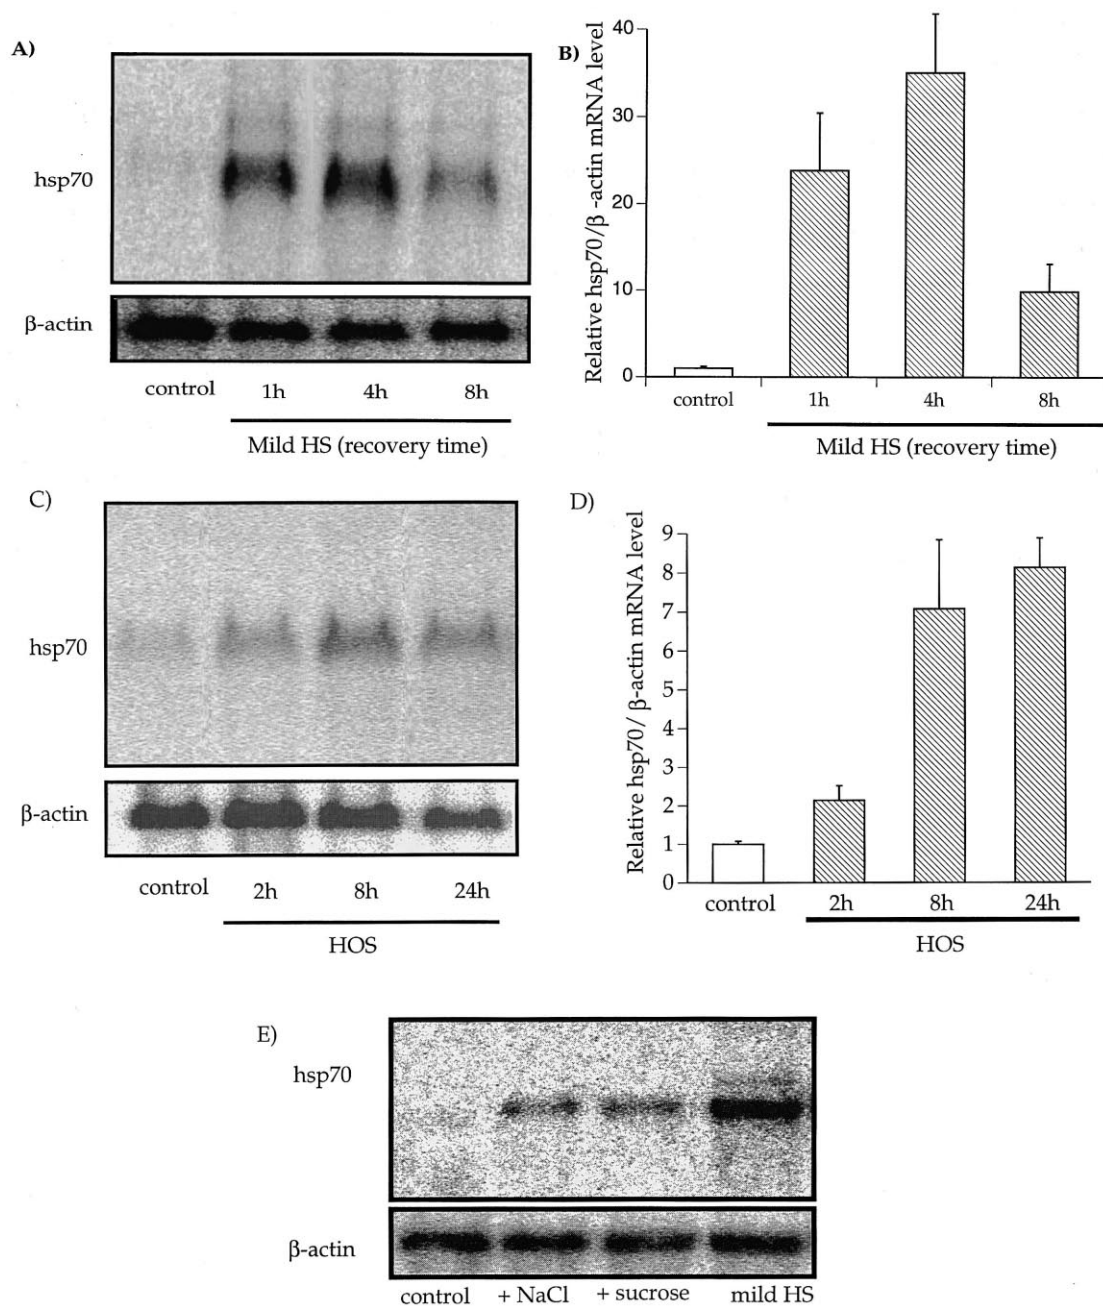 A)
hsp70
β-actin
control 1h 4h 8h
Mild HS (recovery time)
B)
Relative hsp70/β -actin mRNA level
40
30
20
10
0
control 1h 4h 8h
Mild HS (recovery time)
C)
hsp70
β-actin
control 2h 8h 24h
HOS
D)
Relative hsp70/ β-actin mRNA level
9
8
7
6
5
4
3
2
1
0
control 2h 8h 24h
HOS
E)
hsp70
β-actin
control + NaCl + sucrose mild HS